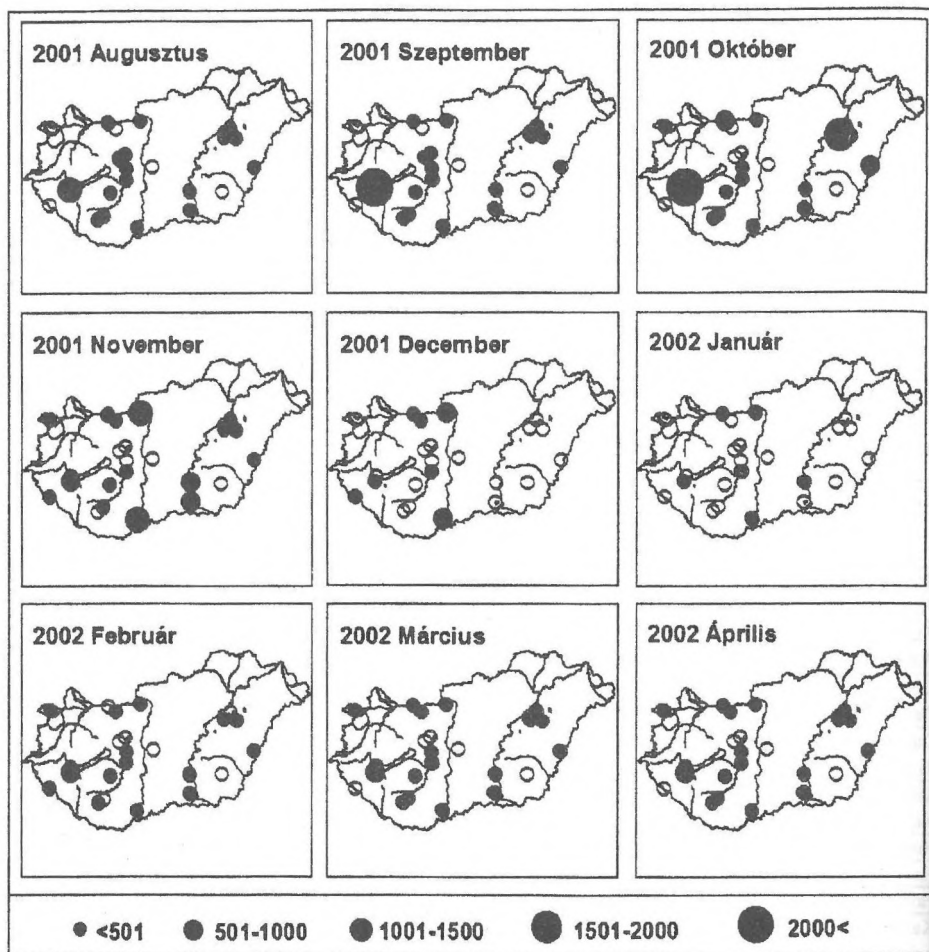 2001 Augusztus
2001 Szeptember
2001 Október
2001 November
2001 December
2002 Január
2002 Február
2002 Március
2002 Április
<501
501-1000
1001-1500
1501-2000
2000<